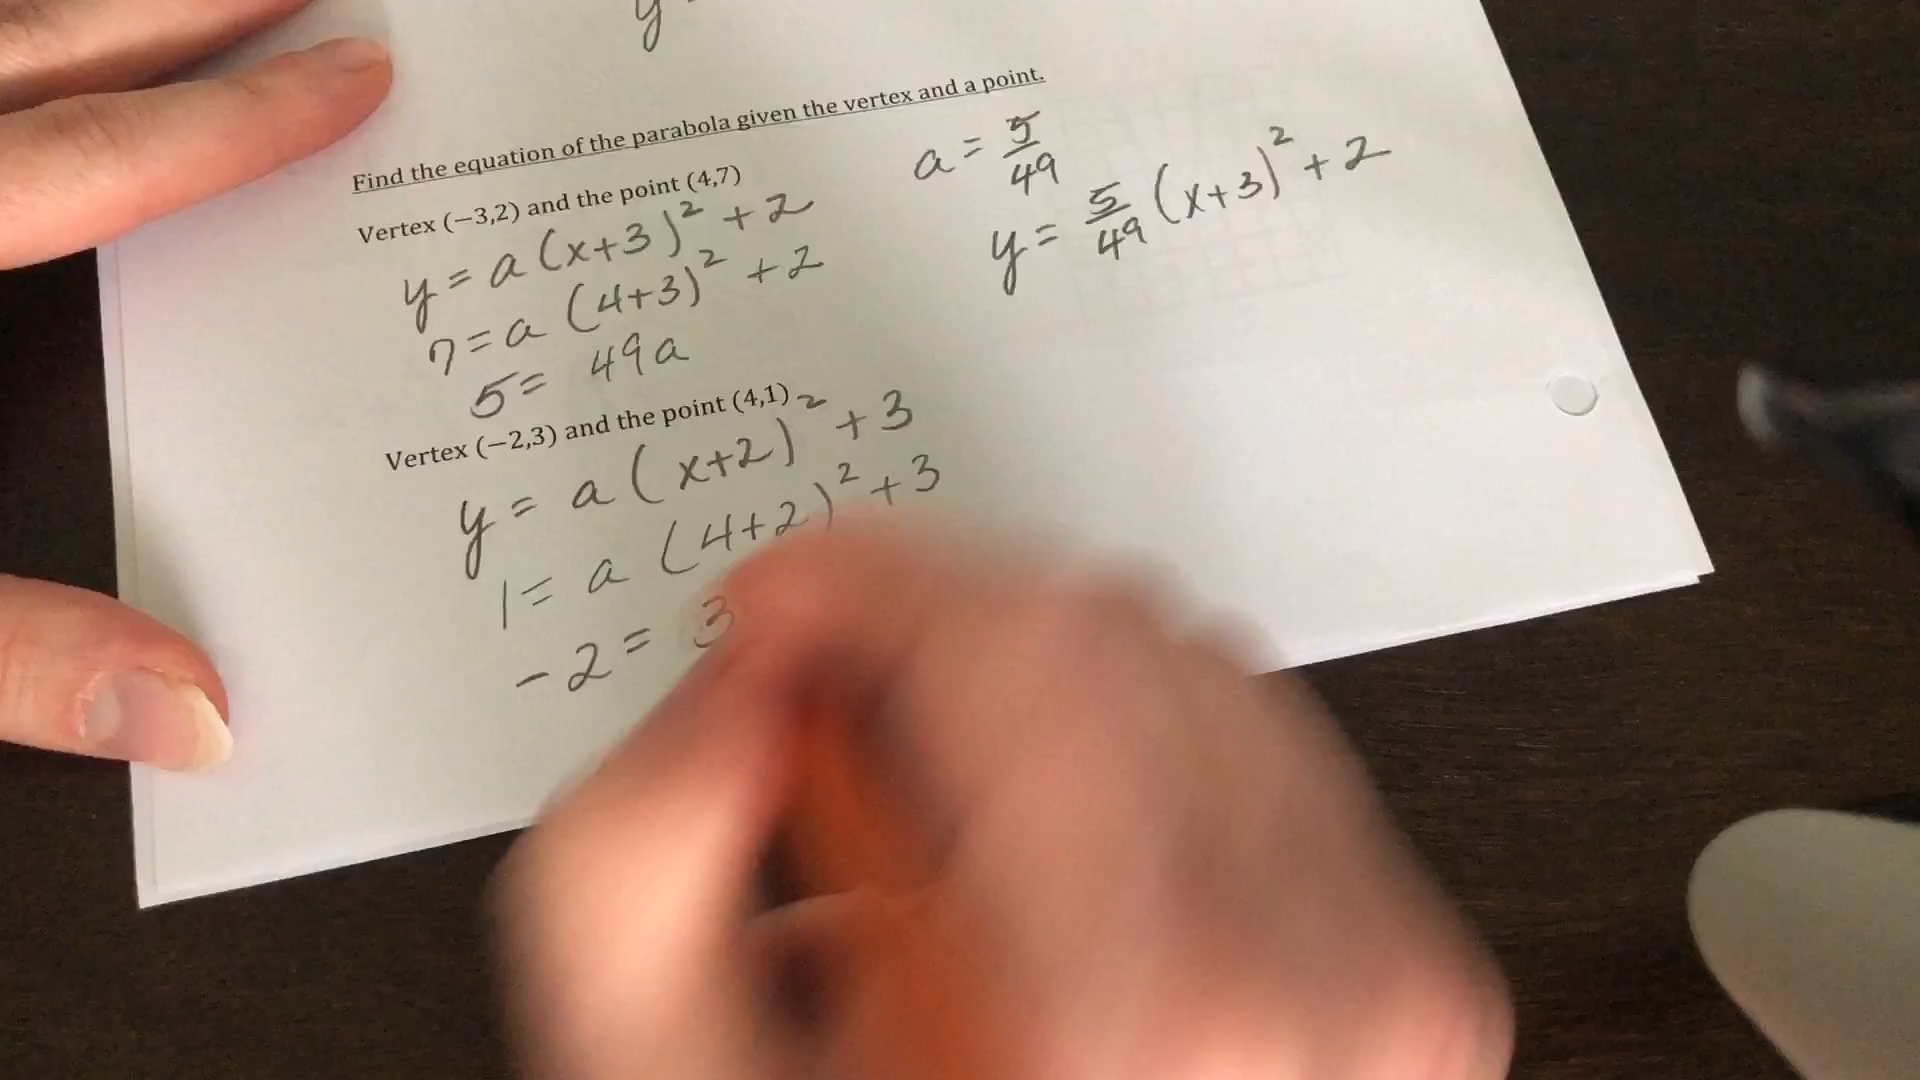 y
Find the equation of the parabola given the vertex and a point.
Vertex (−3,2) and the point (4,7)
y = a (x+3)² + 2
7 = a (4+3)² + 2
5 = 49a
a = 5/49
y = 5/49 (x+3)² + 2
Vertex (−2,3) and the point (4,1)
y = a (x+2)² + 3
1 = a (4+2)² + 3
-2 = 3